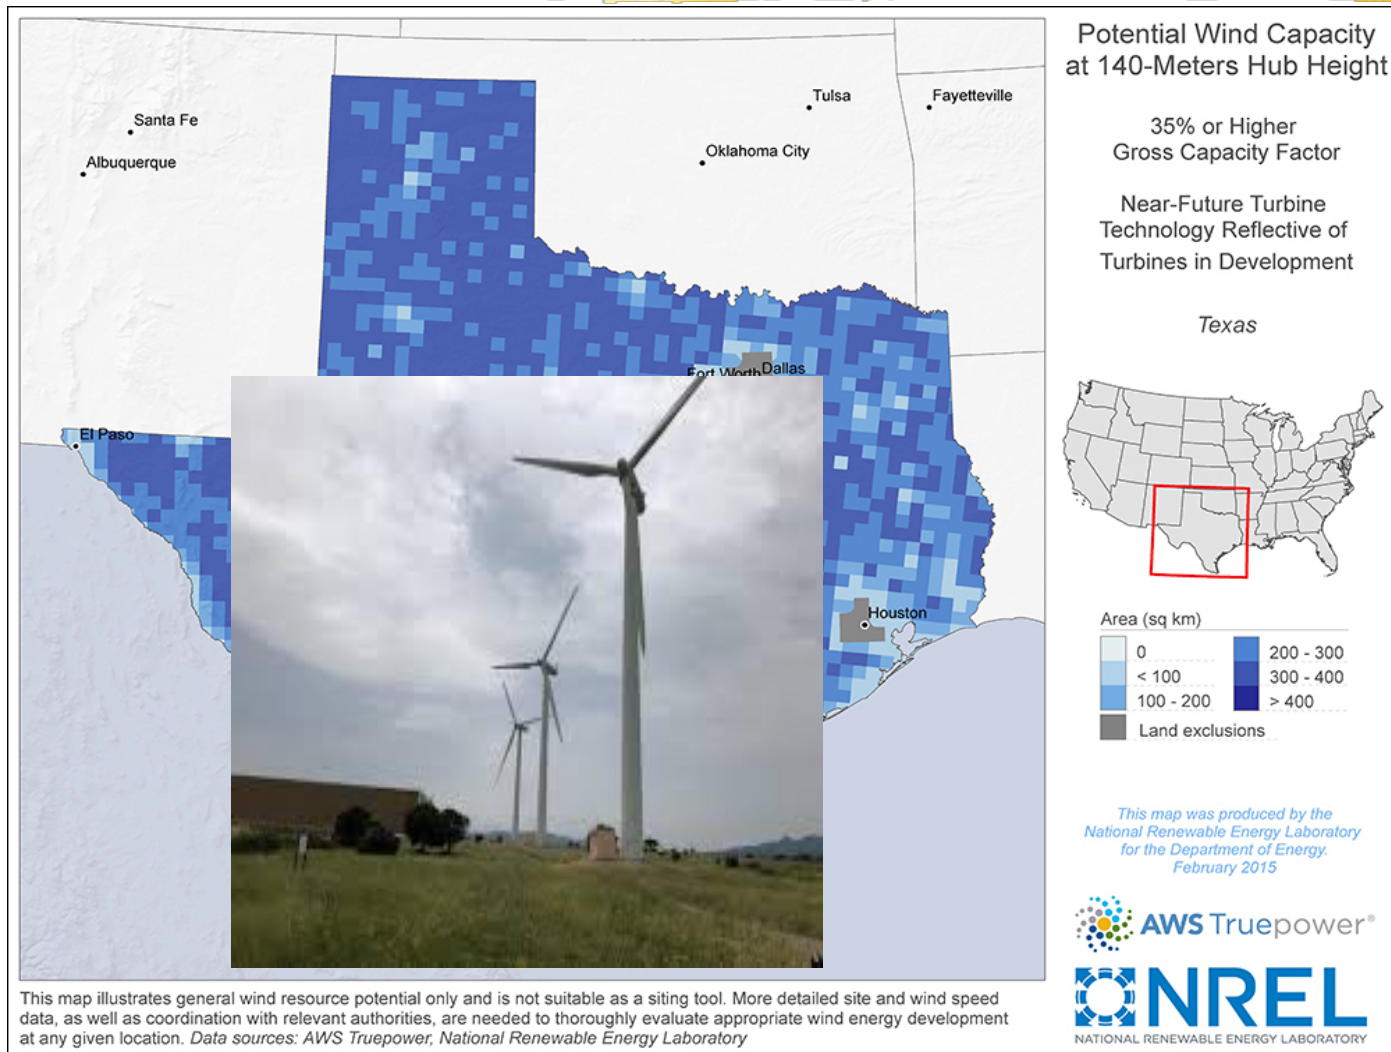 Potential Wind Capacity
at 140-Meters Hub Height
35% or Higher
Gross Capacity Factor
Near-Future Turbine
Technology Reflective of
Turbines in Development
Texas
Santa Fe
Albuquerque
Tulsa
Fayetteville
Oklahoma City
Fort Worth
Dallas
El Paso
Houston
Area (sq km)
0
< 100
100 - 200
200 - 300
300 - 400
> 400
Land exclusions
This map was produced by the
National Renewable Energy Laboratory
for the Department of Energy.
February 2015
AWS Truepower®
NREL
NATIONAL RENEWABLE ENERGY LABORATORY
This map illustrates general wind resource potential only and is not suitable as a siting tool. More detailed site and wind speed
data, as well as coordination with relevant authorities, are needed to thoroughly evaluate appropriate wind energy development
at any given location. Data sources: AWS Truepower, National Renewable Energy Laboratory